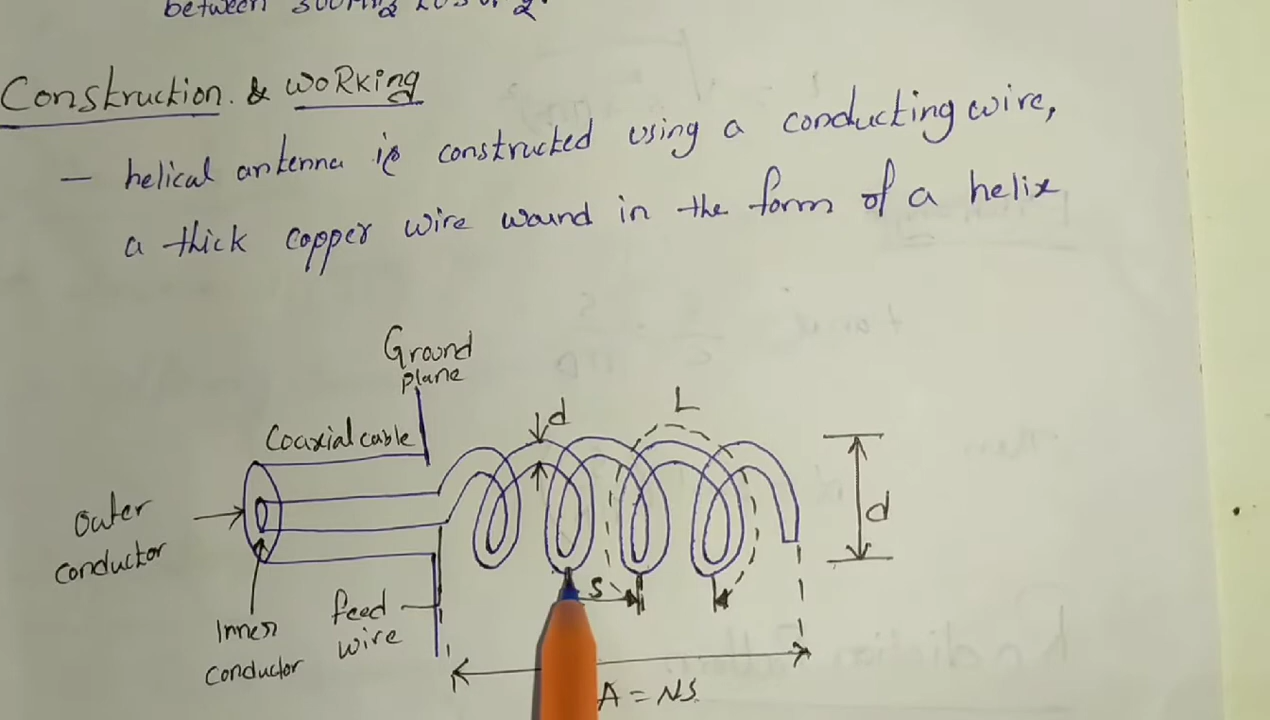 between
Construction & Working
— helical antenna is constructed using a conducting wire,
a thick copper wire wound in the form of a helix
Ground
plane
Coaxial cable
d
L
outer
conductor
d
S
feed
wire
Inner
conductor
A = NS